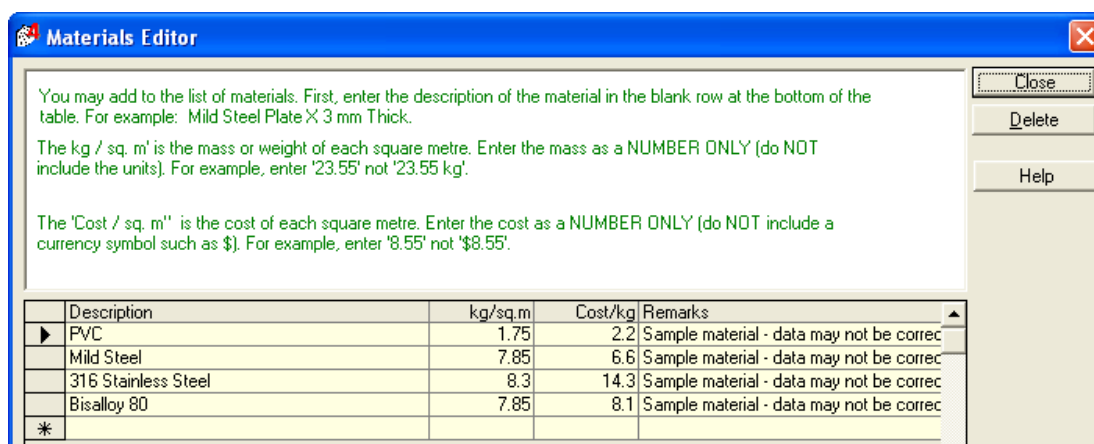 Materials Editor
You may add to the list of materials. First, enter the description of the material in the blank row at the bottom of the
table. For example: Mild Steel Plate X 3 mm Thick.
The kg / sq. m' is the mass or weight of each square metre. Enter the mass as a NUMBER ONLY (do NOT
include the units). For example, enter '23.55' not '23.55 kg'.
The 'Cost / sq. m'' is the cost of each square metre. Enter the cost as a NUMBER ONLY (do NOT include a
currency symbol such as $). For example, enter '8.55' not '$8.55'.
Close
Delete
Help
Description kg/sq.m Cost/kg Remarks
PVC 1.75 2.2 Sample material - data may not be correc
Mild Steel 7.85 6.6 Sample material - data may not be correc
316 Stainless Steel 8.3 14.3 Sample material - data may not be correc
Bisalloy 80 7.85 8.1 Sample material - data may not be correc